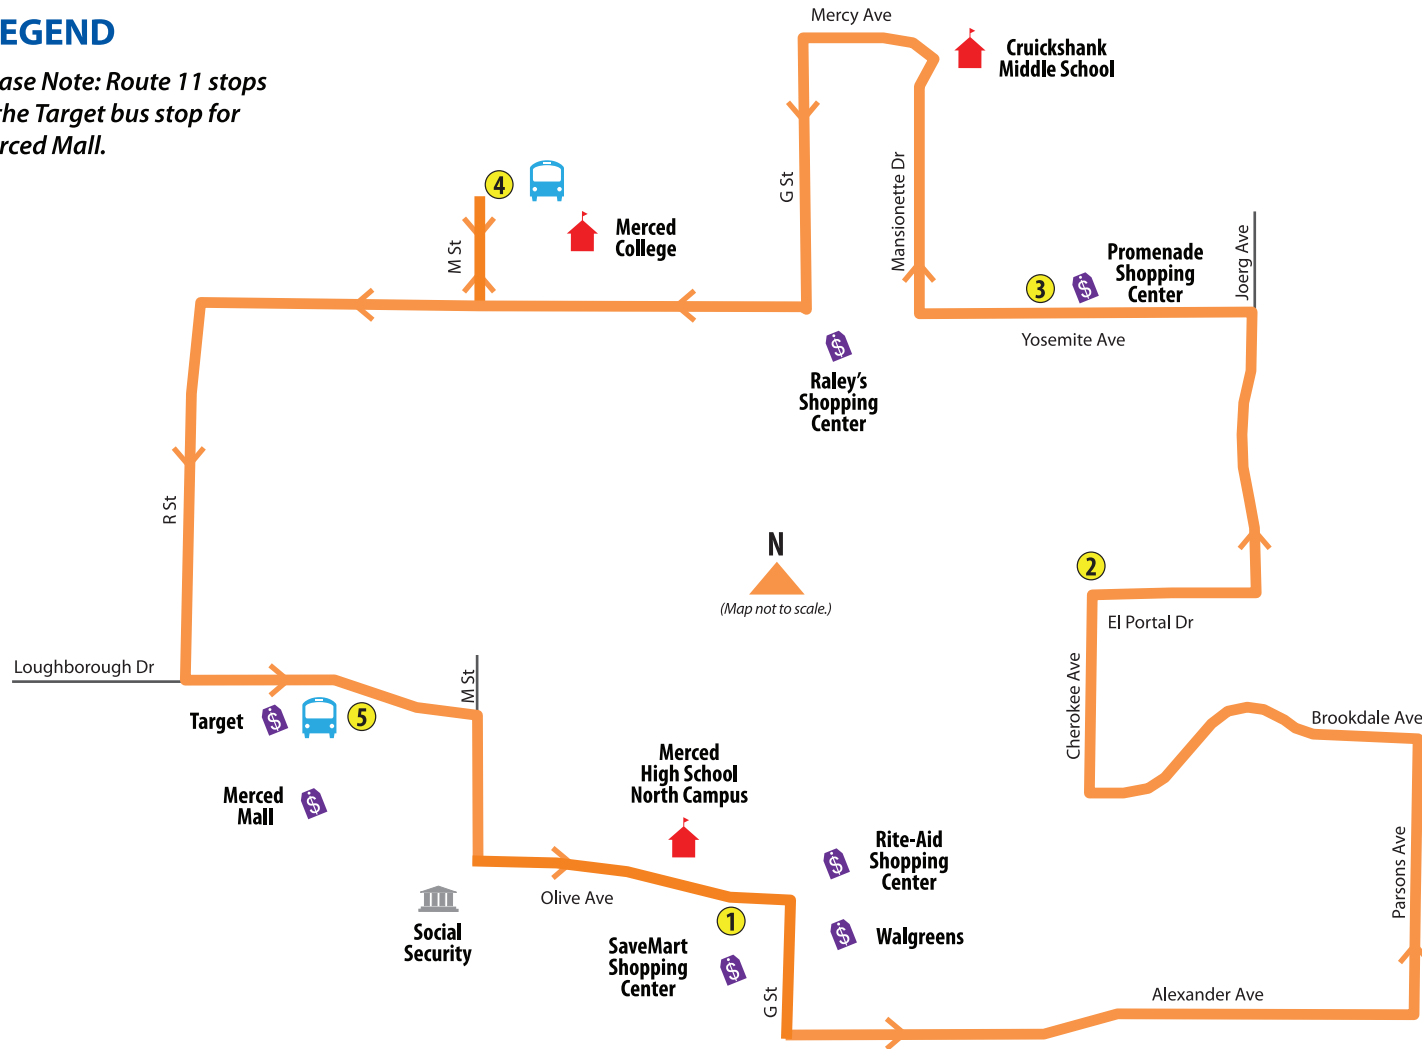 EGEND
ase Note: Route 11 stops
the Target bus stop for
rced Mall.
Mercy Ave
Cruickshank
Middle School
G St
Mansionette Dr
4
M St
Merced
College
3
Promenade
Shopping
Center
Joerg Ave
Yosemite Ave
$
$
Raley's
Shopping
Center
R St
N
(Map not to scale.)
2
El Portal Dr
Cherokee Ave
Loughborough Dr
M St
Target
$
5
Brookdale Ave
Merced
Mall
$
Merced
High School
North Campus
Rite-Aid
Shopping
Center
$
Parsons Ave
Olive Ave
Social
Security
1
SaveMart
Shopping
Center
$
$
Walgreens
G St
Alexander Ave